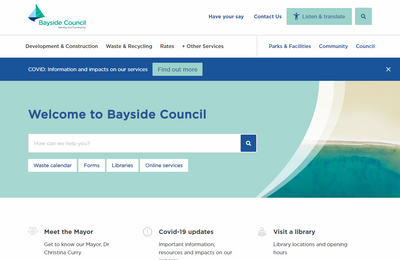 Bayside Council
Have your say
Contact Us
Listen & translate
Development & Construction
Waste & Recycling
Rates
+ Other Services
Parks & Facilities
Community
Council
COVID: Information and impacts on our services
Find out more
Welcome to Bayside Council
How can we help you?
Waste calendar
Forms
Libraries
Online services
Meet the Mayor
Get to know our Mayor, Dr
Christina Curry
Covid-19 updates
Important information,
resources and impacts on our
Visit a library
Library locations and opening
hours